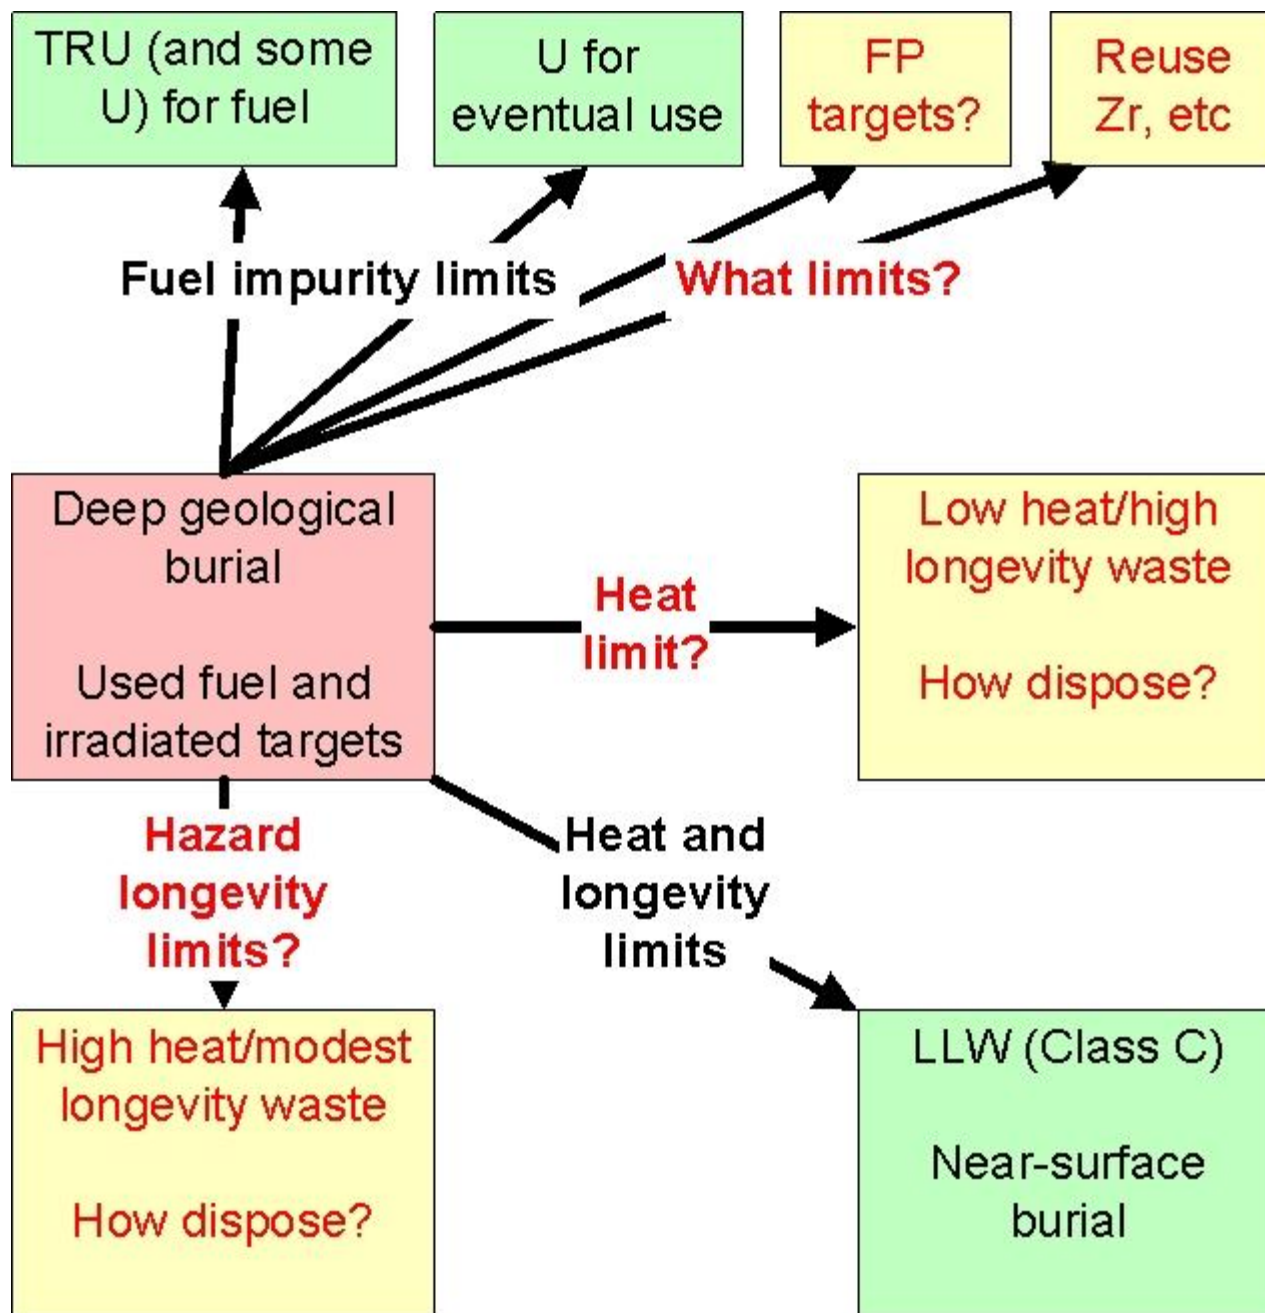 TRU (and some
U) for fuel
U for
eventual use
FP
targets?
Reuse
Zr, etc
Fuel impurity limits
What limits?
Deep geological
burial
Used fuel and
irradiated targets
Heat
limit?
Low heat/high
longevity waste
How dispose?
Hazard
longevity
limits?
Heat and
longevity
limits
High heat/modest
longevity waste
How dispose?
LLW (Class C)
Near-surface
burial